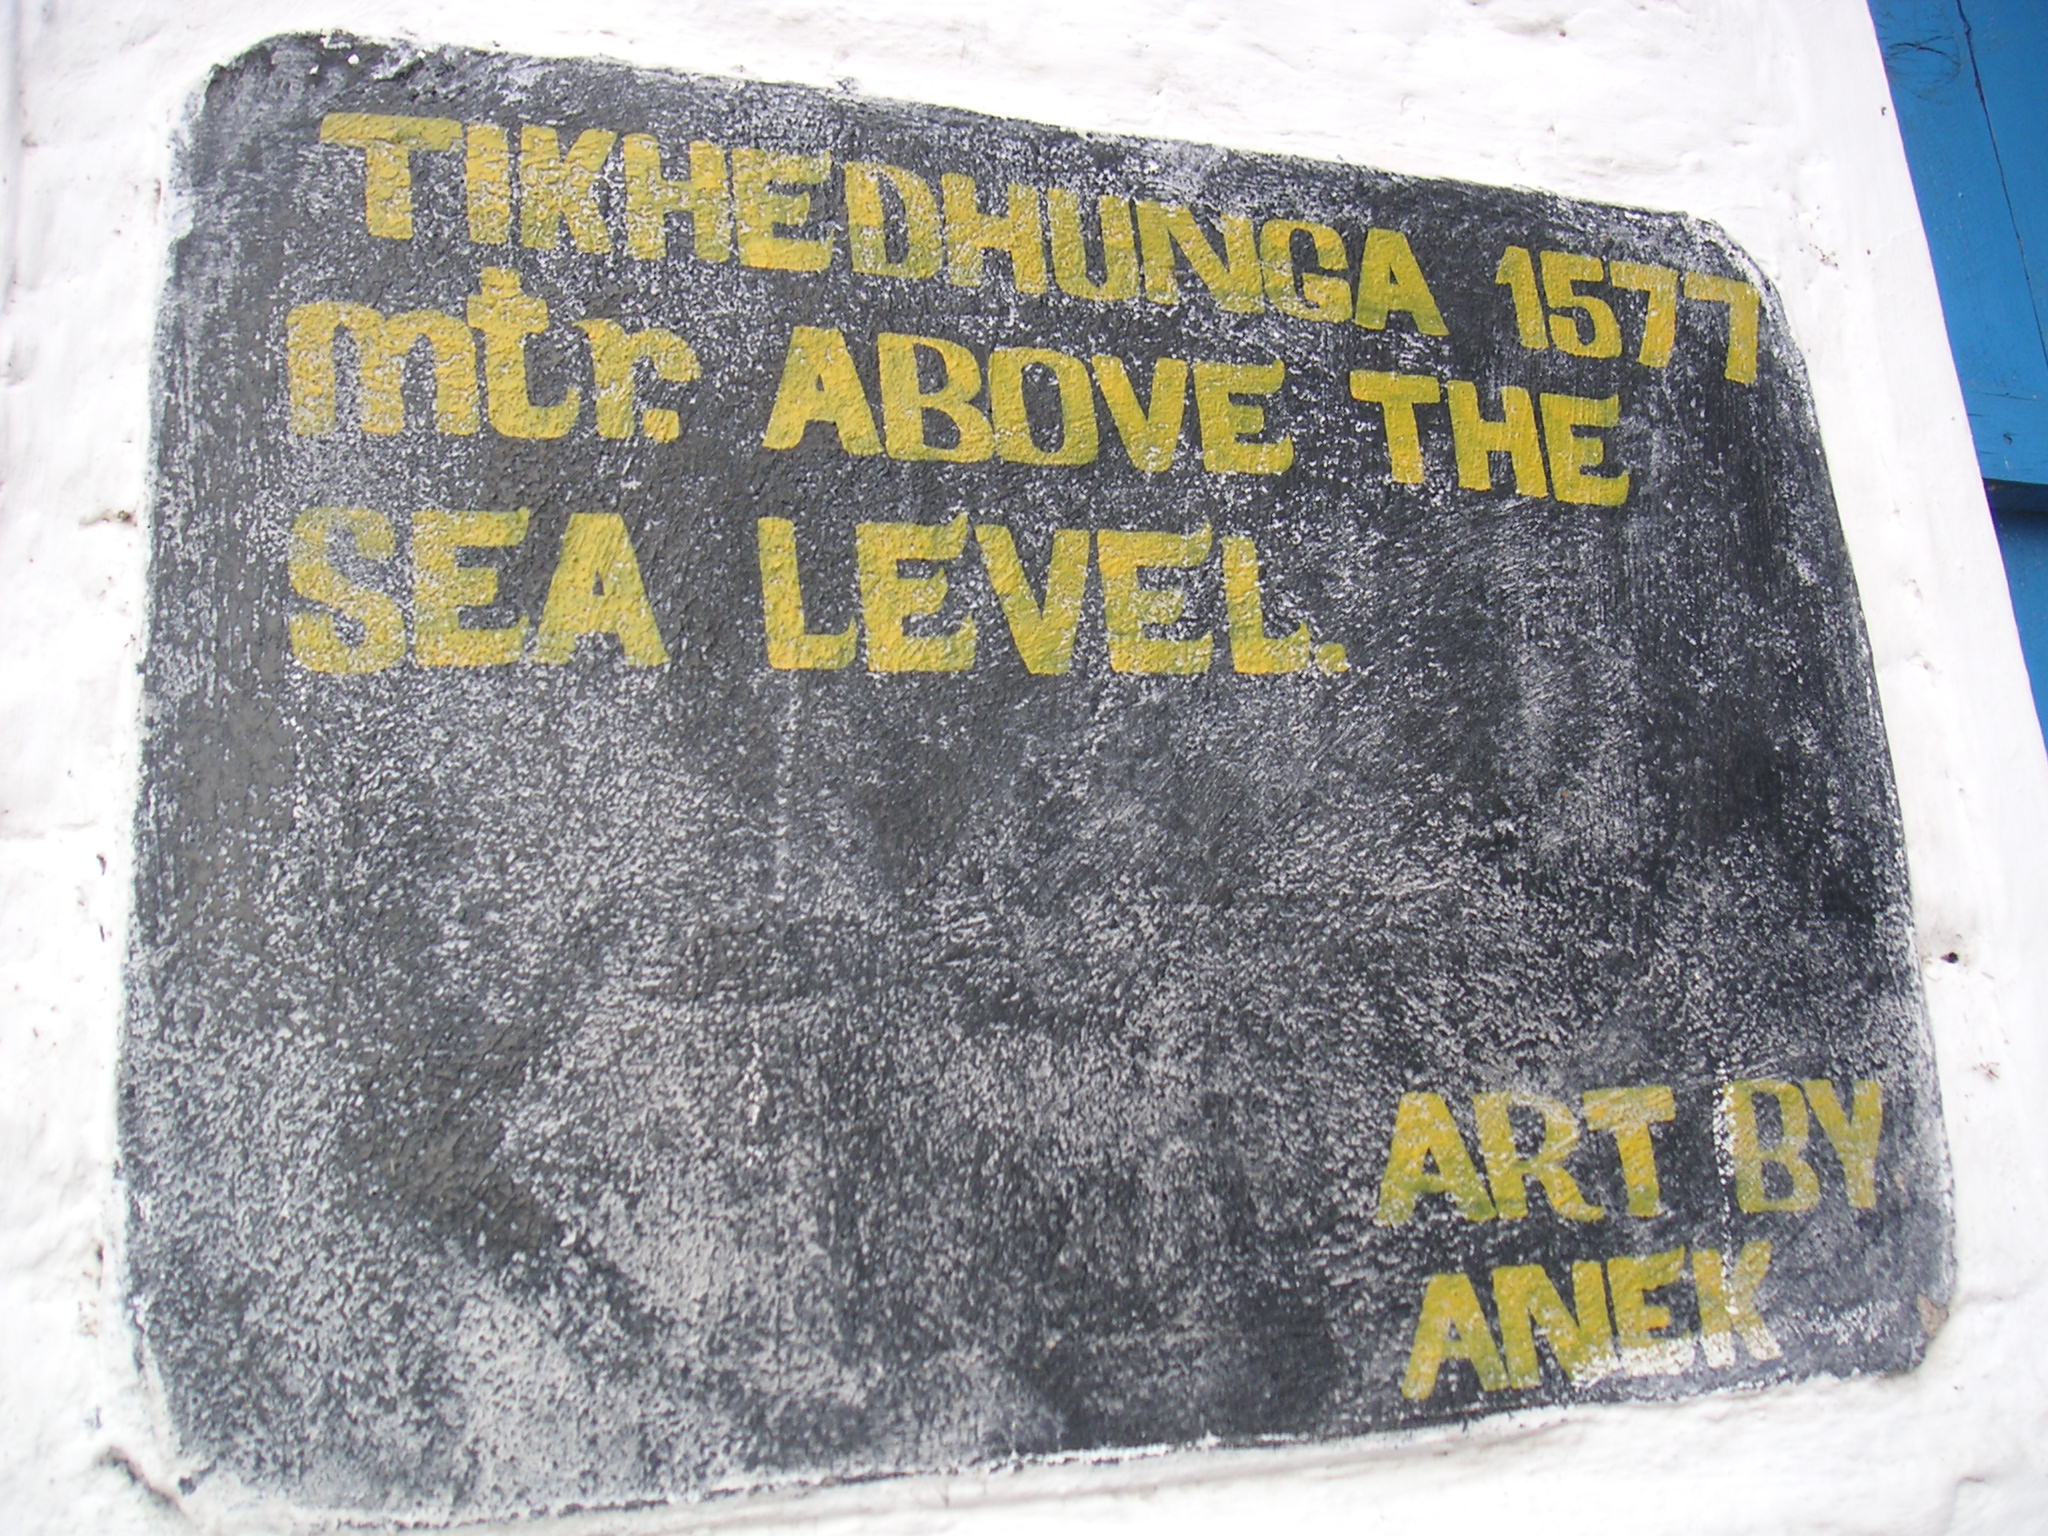 TIKHEDHUNGA 1577
mtr. ABOVE THE
SEA LEVEL.
ART BY
ANEK